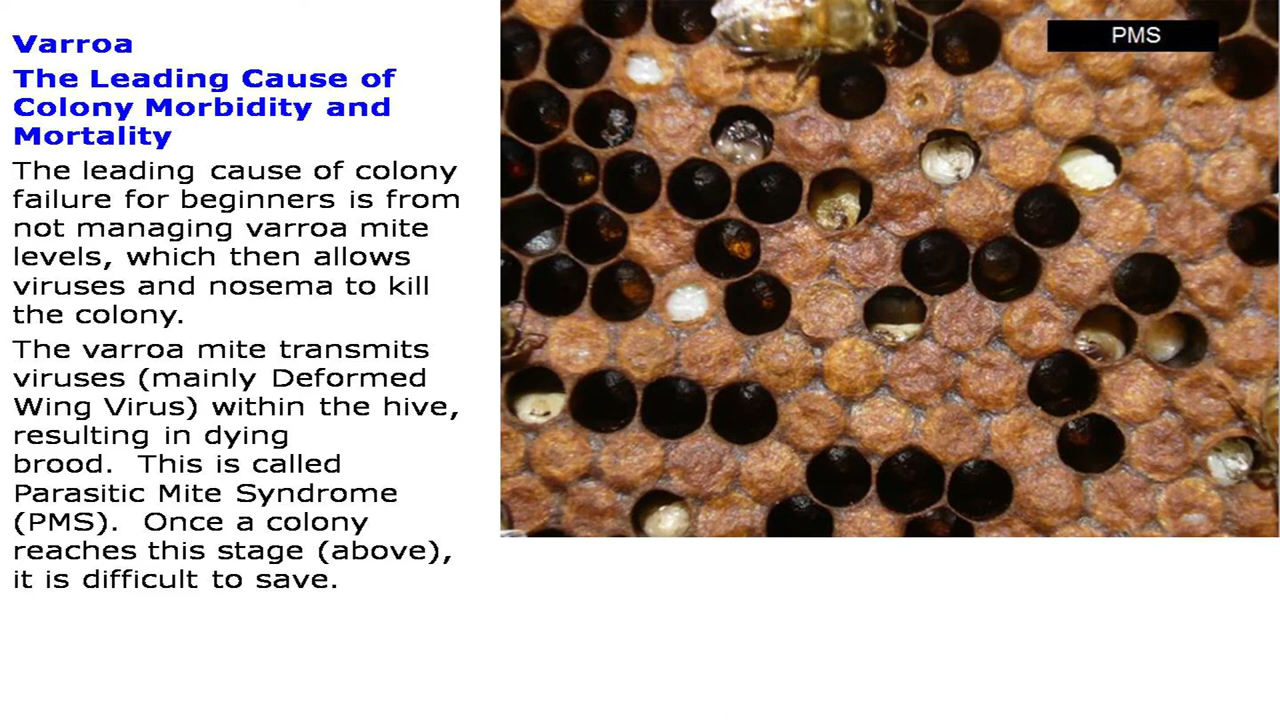 Varroa
The Leading Cause of
Colony Morbidity and
Mortality
The leading cause of colony
failure for beginners is from
not managing varroa mite
levels, which then allows
viruses and nosema to kill
the colony.
The varroa mite transmits
viruses (mainly Deformed
Wing Virus) within the hive,
resulting in dying
brood.  This is called
Parasitic Mite Syndrome
(PMS).  Once a colony
reaches this stage (above),
it is difficult to save.
PMS